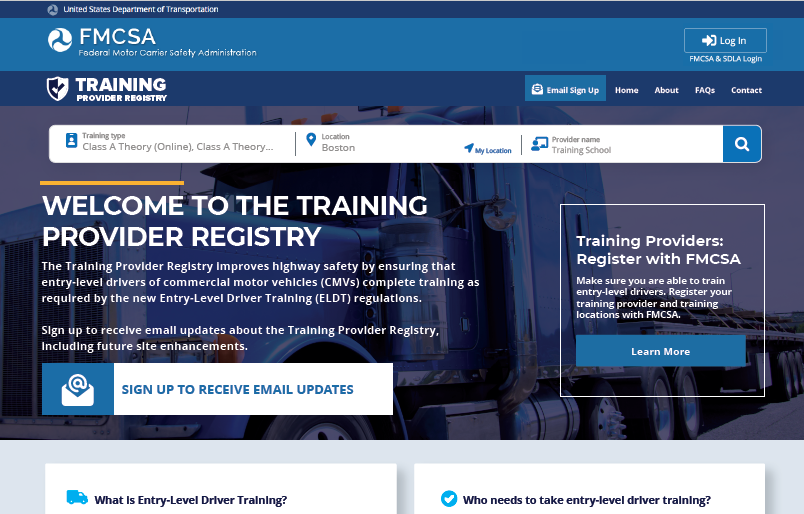 United States Department of Transportation
FMCSA
Federal Motor Carrier Safety Administration
Log In
FMCSA & SDLA Login
TRAINING
PROVIDER REGISTRY
Email Sign Up
Home
About
FAQs
Contact
Training type
Class A Theory (Online), Class A Theory...
Location
Boston
My Location
Provider name
Training School
WELCOME TO THE TRAINING
PROVIDER REGISTRY
The Training Provider Registry improves highway safety by ensuring that
entry-level drivers of commercial motor vehicles (CMVs) complete training as
required by the new Entry-Level Driver Training (ELDT) regulations.
Sign up to receive email updates about the Training Provider Registry,
including future site enhancements.
SIGN UP TO RECEIVE EMAIL UPDATES
Training Providers:
Register with FMCSA
Make sure you are able to train
entry-level drivers. Register your
training provider and training
locations with FMCSA.
Learn More
What is Entry-Level Driver Training?
Who needs to take entry-level driver training?